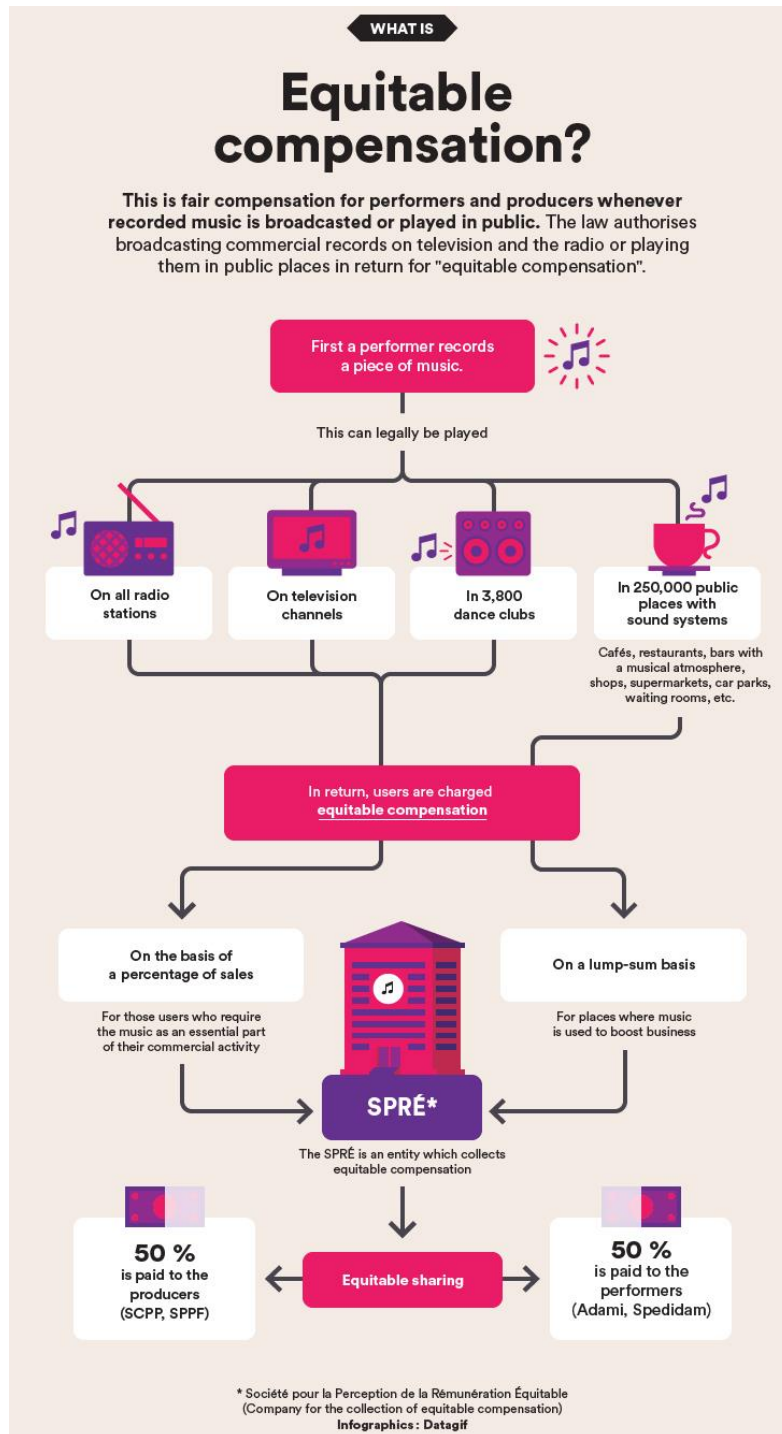 WHAT IS
Equitable
compensation?
This is fair compensation for performers and producers whenever
recorded music is broadcasted or played in public. The law authorises
broadcasting commercial records on television and the radio or playing
them in public places in return for "equitable compensation".
First a performer records
a piece of music.
This can legally be played
On all radio
stations
On television
channels
In 3,800
dance clubs
In 250,000 public
places with
sound systems
Cafés, restaurants, bars with
a musical atmosphere,
shops, supermarkets, car parks,
waiting rooms, etc.
In return, users are charged
equitable compensation
On the basis of
a percentage of sales
For those users who require
the music as an essential part
of their commercial activity
On a lump-sum basis
For places where music
is used to boost business
SPRÉ*
The SPRÉ is an entity which collects
equitable compensation
50 %
is paid to the
producers
(SCPP, SPPF)
Equitable sharing
50 %
is paid to the
performers
(Adami, Spedidam)
* Société pour la Perception de la Rémunération Équitable
(Company for the collection of equitable compensation)
Infographics : Datagif